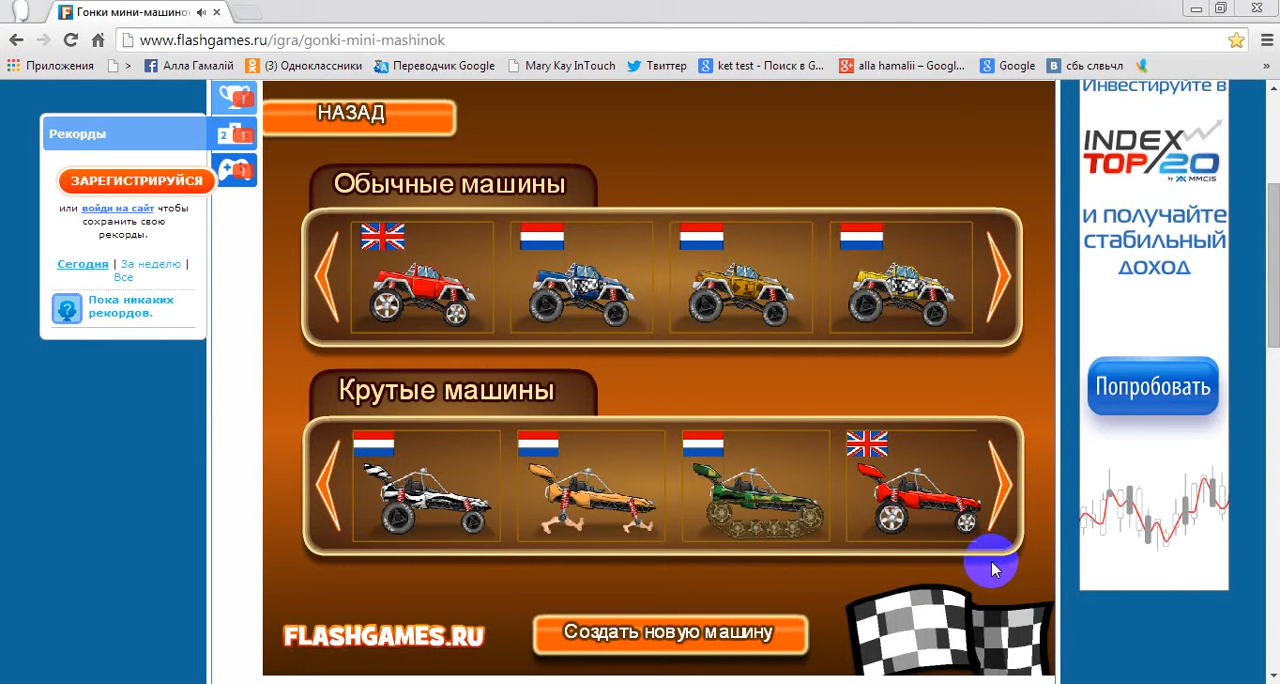 Гонки мини-машино
www.flashgames.ru/igra/gonki-mini-mashinok
Приложения
>
Алла Гамалій
(3) Одноклассники
Переводчик Google
Mary Kay InTouch
Твиттер
ket test - Поиск в G...
alla hamalii – Googl...
Google
сбь слвьчл
»
Рекорды
2
ЗАРЕГИСТРИРУЙСЯ
или войди на сайт чтобы
сохранить свою
рекорды.
Сегодня | За неделю |
Все
Пока никаких
рекордов.
НАЗАД
Обычные машины
Крутые машины
FLASHGAMES.RU
Создать новую машину
Инвестируйте в
INDEX
TOP/20
by MMCIS
и получайте
стабильный
доход
Попробовать